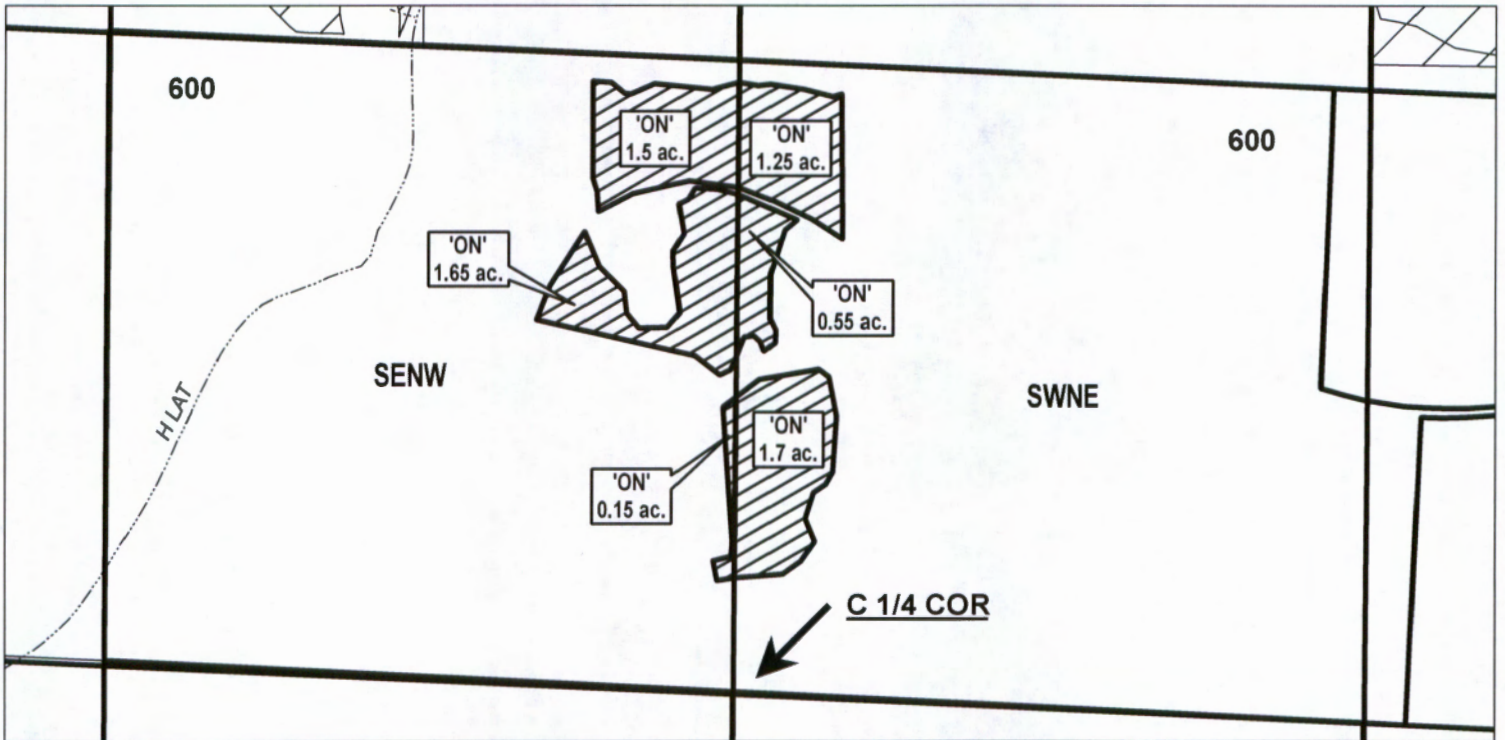 600
'ON'
1.5 ac.
'ON'
1.25 ac.
600
'ON'
1.65 ac.
'ON'
0.55 ac.
SENW
SWNE
H LAT
'ON'
1.7 ac.
'ON'
0.15 ac.
C 1/4 COR